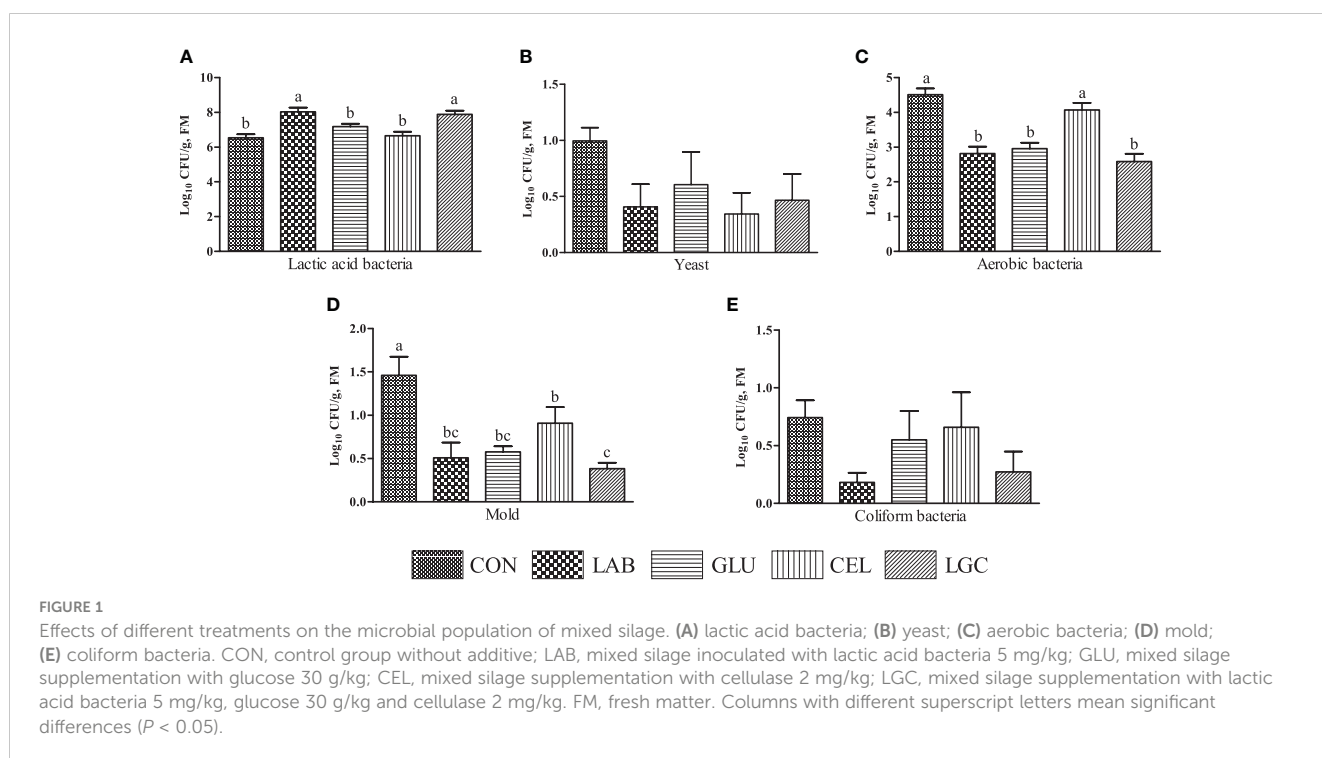 A
B
C
10
8
6
4
2
0
Log10 CFU/g, FM
b
a
b
b
a
Lactic acid bacteria
1.5
1.0
0.5
0.0
Log10 CFU/g, FM
Yeast
5
4
3
2
1
0
Log10 CFU/g, FM
a
b
b
a
b
Aerobic bacteria
D
E
2.0
1.5
1.0
0.5
0.0
Log10 CFU/g, FM
a
bc
bc
b
c
Mold
1.5
1.0
0.5
0.0
Log10 CFU/g, FM
Coliform bacteria
CON LAB GLU CEL LGC
FIGURE 1
Effects of different treatments on the microbial population of mixed silage. (A) lactic acid bacteria; (B) yeast; (C) aerobic bacteria; (D) mold;
(E) coliform bacteria. CON, control group without additive; LAB, mixed silage inoculated with lactic acid bacteria 5 mg/kg; GLU, mixed silage
supplementation with glucose 30 g/kg; CEL, mixed silage supplementation with cellulase 2 mg/kg; LGC, mixed silage supplementation with lactic
acid bacteria 5 mg/kg, glucose 30 g/kg and cellulase 2 mg/kg. FM, fresh matter. Columns with different superscript letters mean significant
differences (P < 0.05).